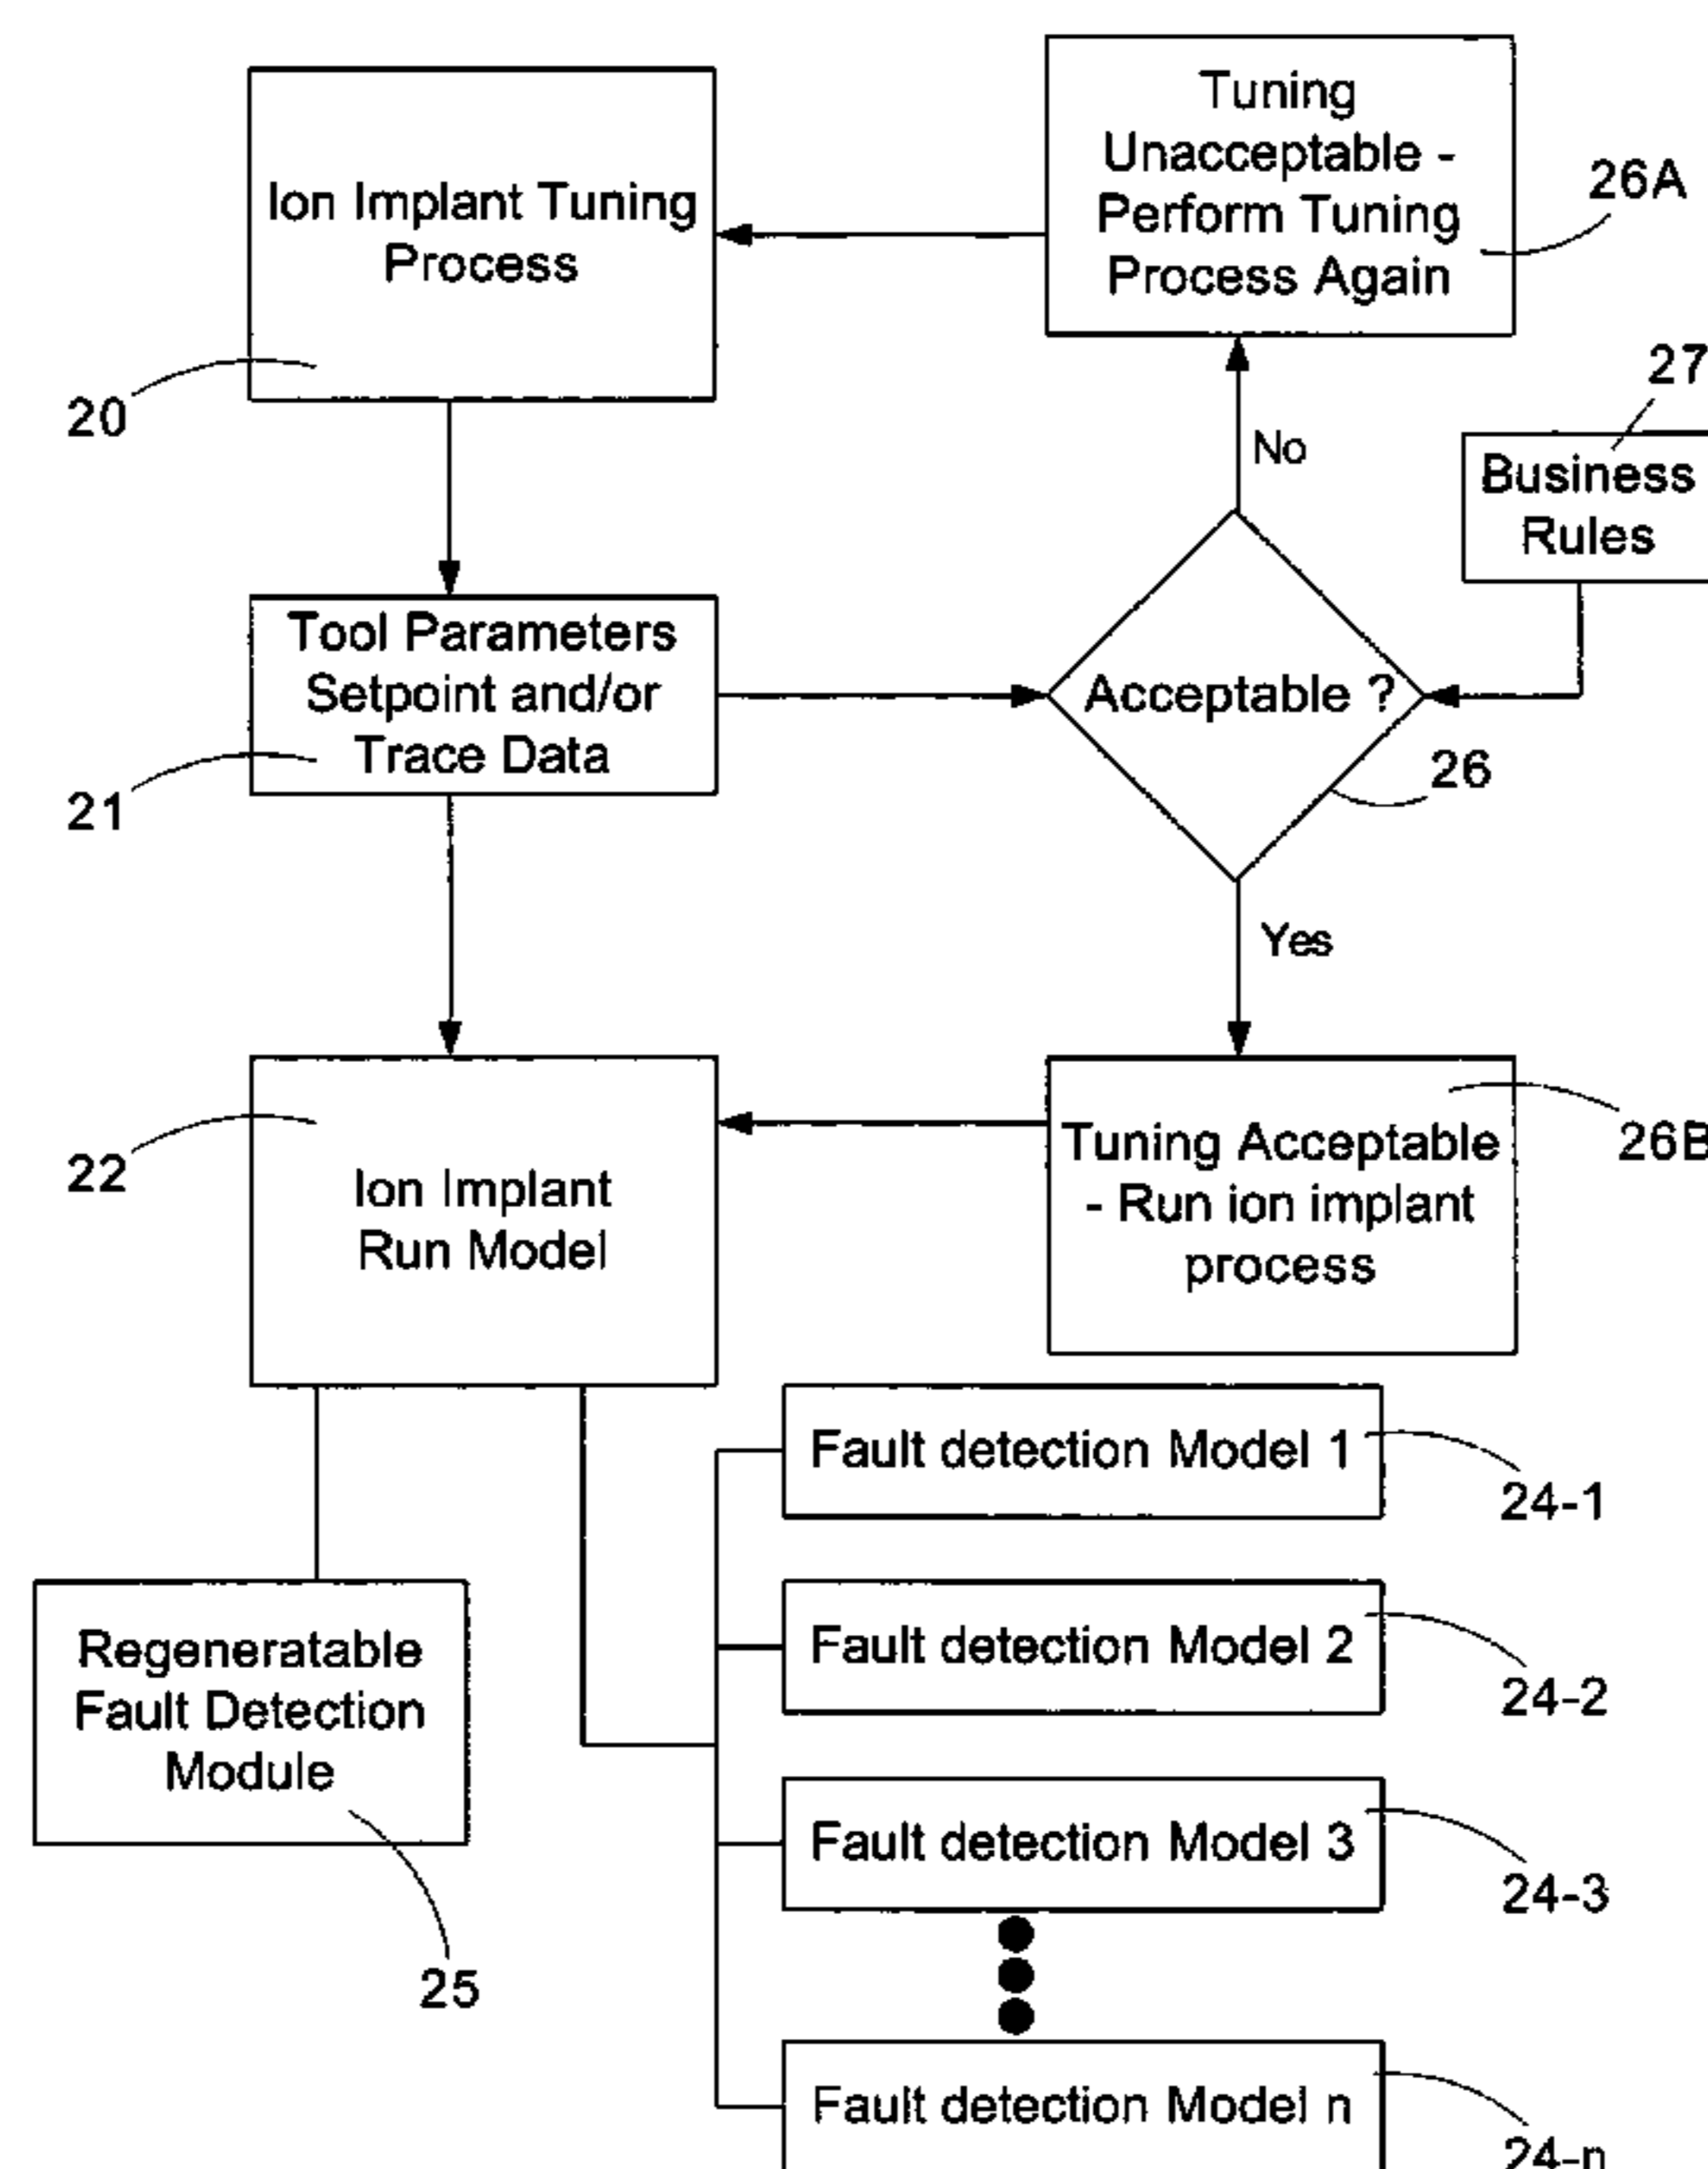 Ion Implant Tuning
Process
20
Tuning
Unacceptable -
Perform Tuning
Process Again
26A
27
Business
Rules
No
Tool Parameters
Setpoint and/or
Trace Data
21
Acceptable ?
26
Yes
22
Ion Implant
Run Model
Tuning Acceptable
- Run ion implant
process
26B
Fault detection Model 1
24-1
Fault detection Model 2
24-2
Regeneratable
Fault Detection
Module
25
Fault detection Model 3
24-3
Fault detection Model n
24-n